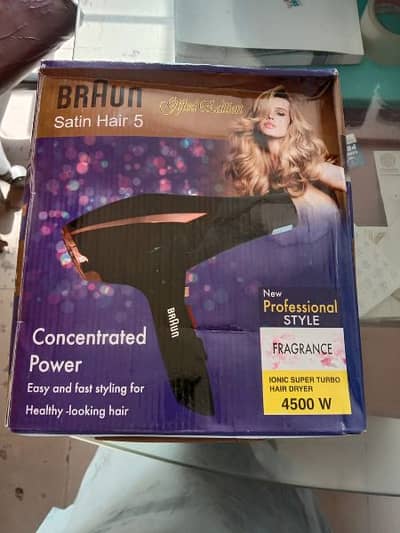 BRAUN
Satin Hair 5
Gifted Edition
BRAUN
New
Professional
STYLE
FRAGRANCE
IONIC SUPER TURBO
HAIR DRYER
4500 W
Concentrated
Power
Easy and fast styling for
Healthy -looking hair